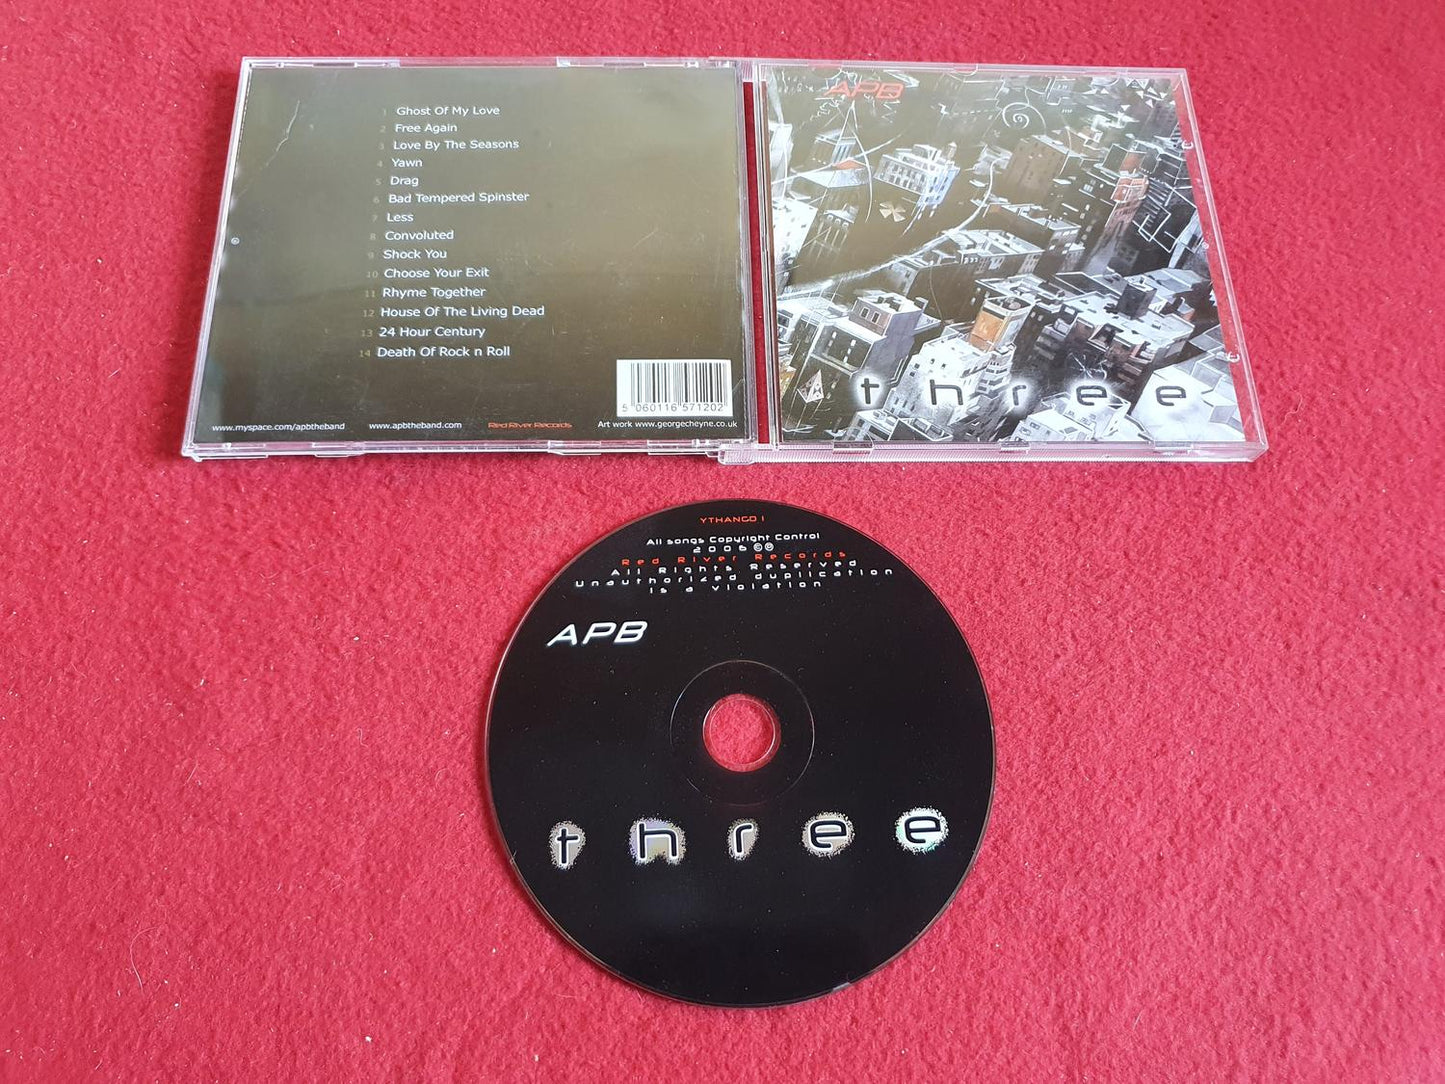 1 Ghost Of My Love
2 Free Again
3 Love By The Seasons
4 Yawn
5 Drag
6 Bad Tempered Spinster
7 Less
8 Convoluted
9 Shock You
10 Choose Your Exit
11 Rhyme Together
12 House Of The Living Dead
13 24 Hour Century
14 Death Of Rock n Roll
5 060116 571202
www.myspace.com/apbtheband
www.apbtheband.com
Red River Records
Art work www.georgecheyne.co.uk
APB
three
YTHANGO 1
All songs Copyright Control
2006 ©℗
Red River Records
All Rights Reserved
Unauthorized duplication
is a violation
APB
three